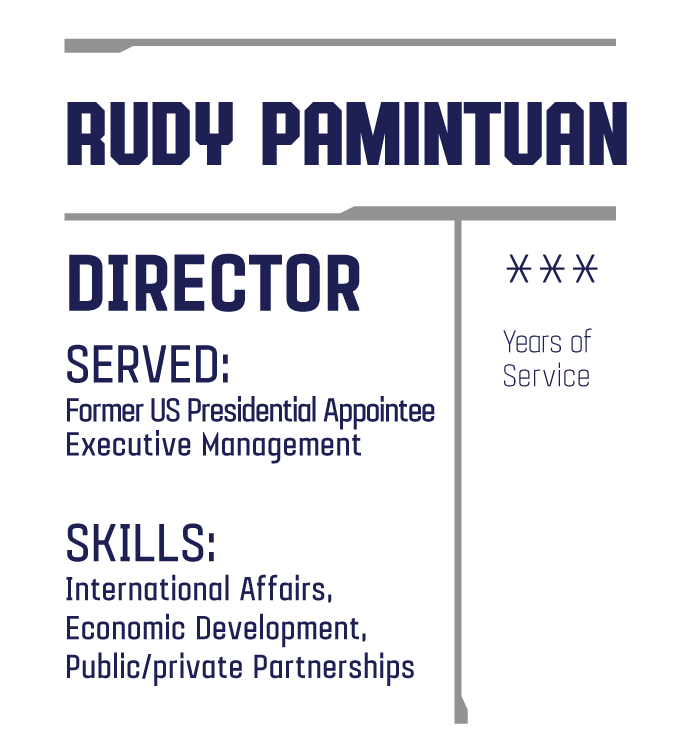 RUDY PAMINTUAN
DIRECTOR
SERVED:
Former US Presidential Appointee
Executive Management
SKILLS:
International Affairs,
Economic Development,
Public/private Partnerships
***
Years of
Service